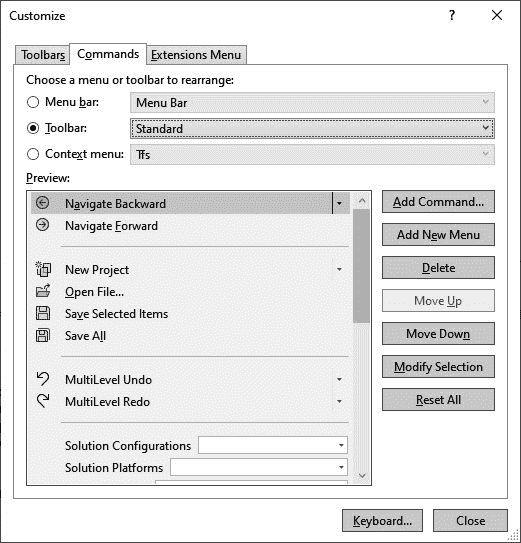 Customize
Toolbars Commands Extensions Menu
Choose a menu or toolbar to rearrange:
Menu bar: Menu Bar
Toolbar: Standard
Context menu: Tfs
Preview:
Navigate Backward
Navigate Forward
New Project
Open File...
Save Selected Items
Save All
MultiLevel Undo
MultiLevel Redo
Solution Configurations
Solution Platforms
Add Command...
Add New Menu
Delete
Move Up
Move Down
Modify Selection
Reset All
Keyboard... Close